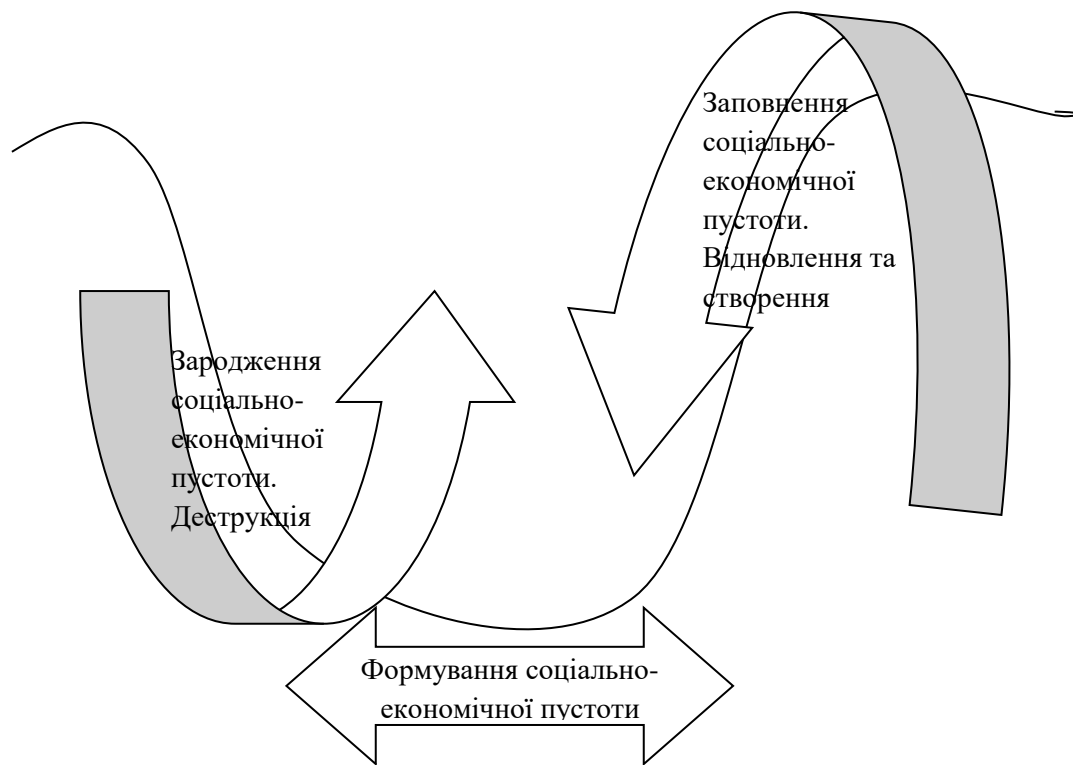 Заповнення
соціально-
економічної
пустоти.
Відновлення та
створення
Зародження
соціально-
економічної
пустоти.
Деструкція
Формування соціально-
економічної пустоти